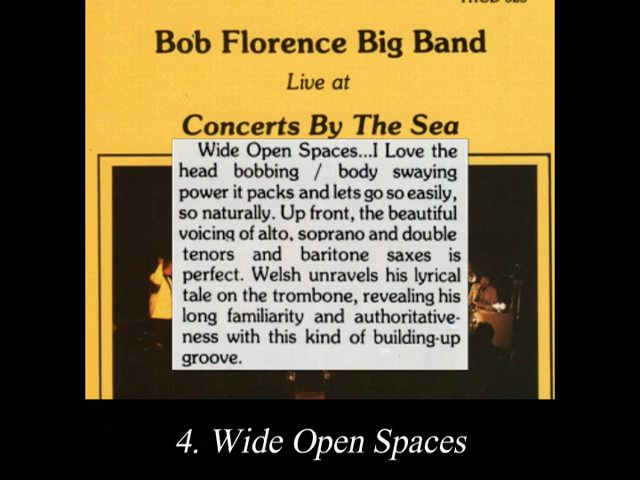 Bob Florence Big Band
Live at
Concerts By The Sea
Wide Open Spaces...I Love the
head bobbing / body swaying
power it packs and lets go so easily,
so naturally. Up front, the beautiful
voicing of alto, soprano and double
tenors and baritone saxes is
perfect. Welsh unravels his lyrical
tale on the trombone, revealing his
long familiarity and authoritative-
ness with this kind of building-up
groove.
4. Wide Open Spaces